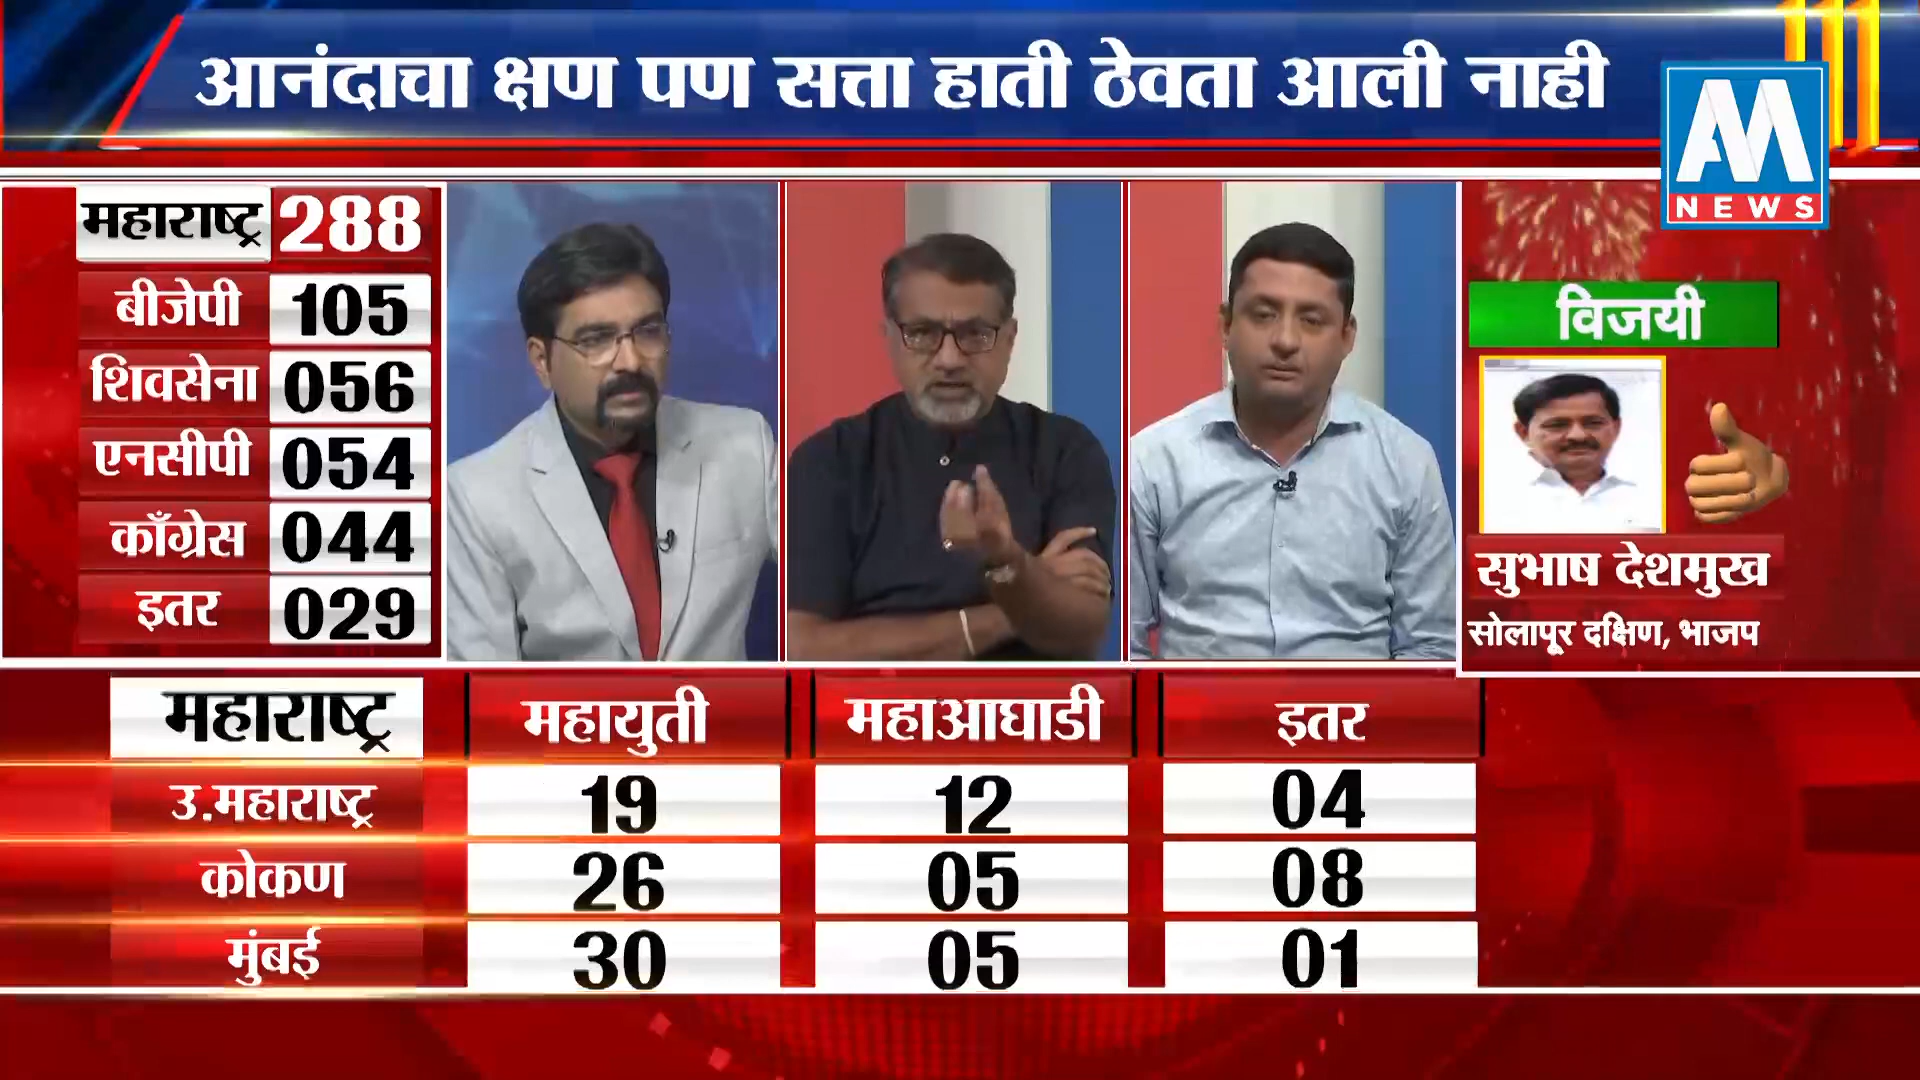 आनंदाचा क्षण पण सत्ता हाती ठेवता आली नाही
AM
NEWS
महाराष्ट्र 288
बीजेपी 105
शिवसेना 056
एनसीपी 054
काँग्रेस 044
इतर 029
विजयी
सुभाष देशमुख
सोलापूर दक्षिण, भाजप
महाराष्ट्र महायुती महाआघाडी इतर
उ.महाराष्ट्र 19 12 04
कोकण 26 05 08
मुंबई 30 05 01